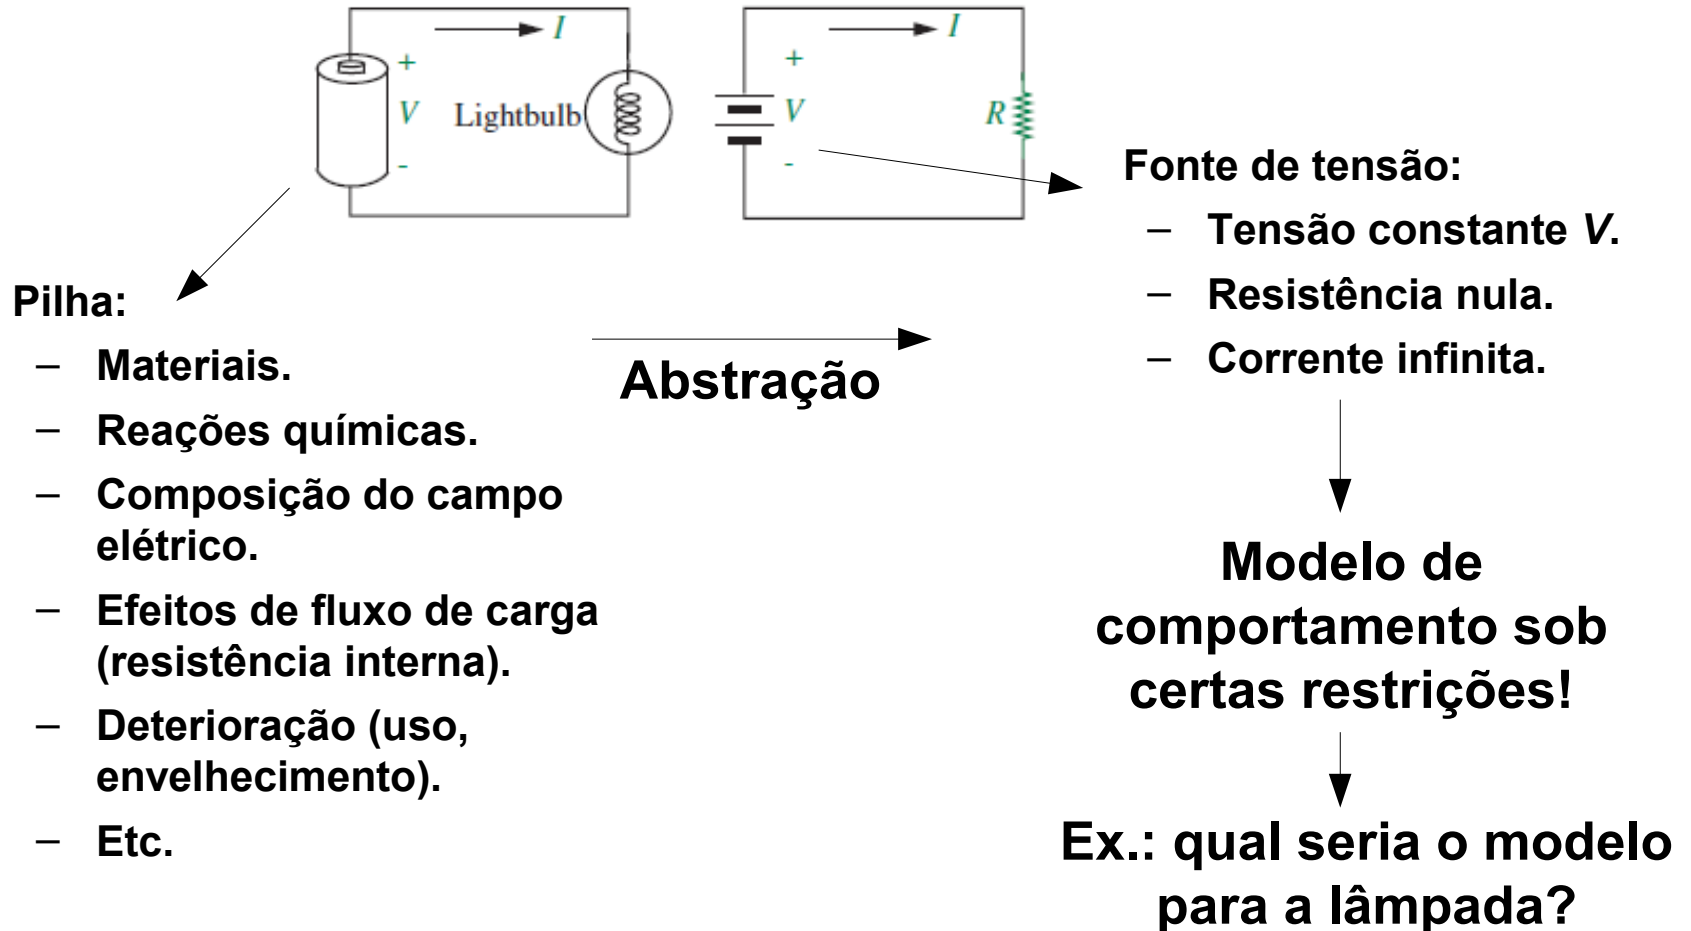 I
+
V
-
Lightbulb
I
+
V
-
R
Fonte de tensão:
– Tensão constante V.
– Resistência nula.
– Corrente infinita.
Pilha:
– Materiais.
– Reações químicas.
– Composição do campo
elétrico.
– Efeitos de fluxo de carga
(resistência interna).
– Deterioração (uso,
envelhecimento).
– Etc.
Abstração
Modelo de
comportamento sob
certas restrições!
Ex.: qual seria o modelo
para a lâmpada?